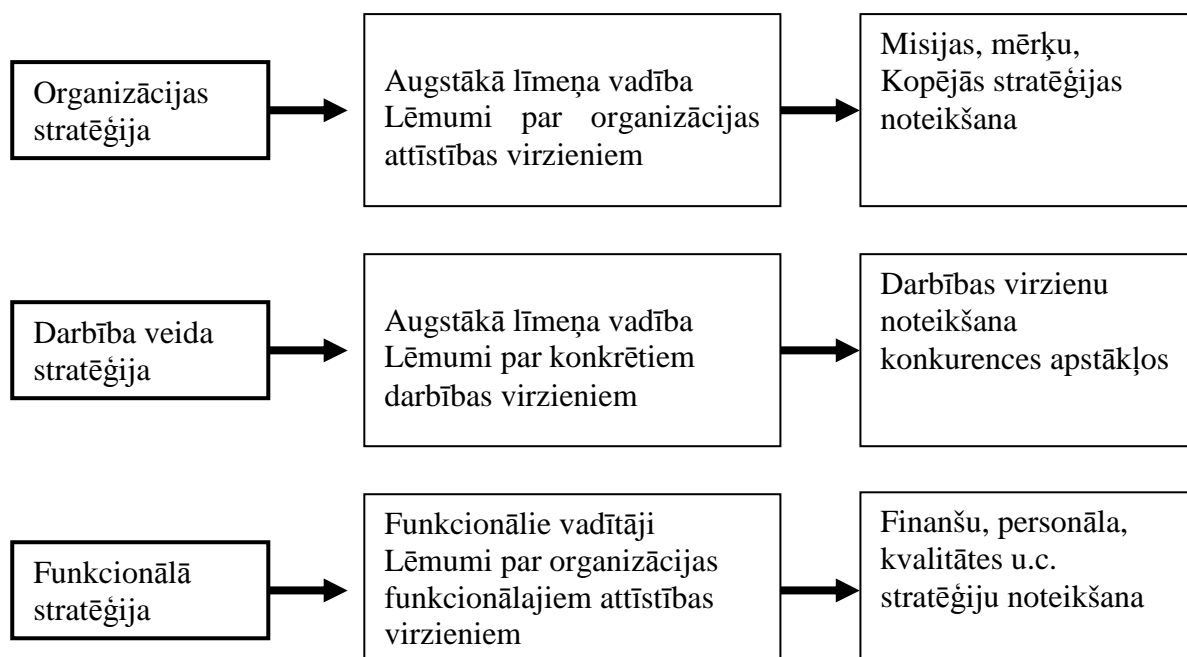 Organizācijas
stratēģija
Augstākā līmeņa vadība
Lēmumi par organizācijas
attīstības virzieniem
Misijas, mērķu,
Kopējās stratēģijas
noteikšana
Darbība veida
stratēģija
Augstākā līmeņa vadība
Lēmumi par konkrētiem
darbības virzieniem
Darbības virzienu
noteikšana
konkurences apstākļos
Funkcionālā
stratēģija
Funkcionālie vadītāji
Lēmumi par organizācijas
funkcionālajiem attīstības
virzieniem
Finanšu, personāla,
kvalitātes u.c.
stratēģiju noteikšana